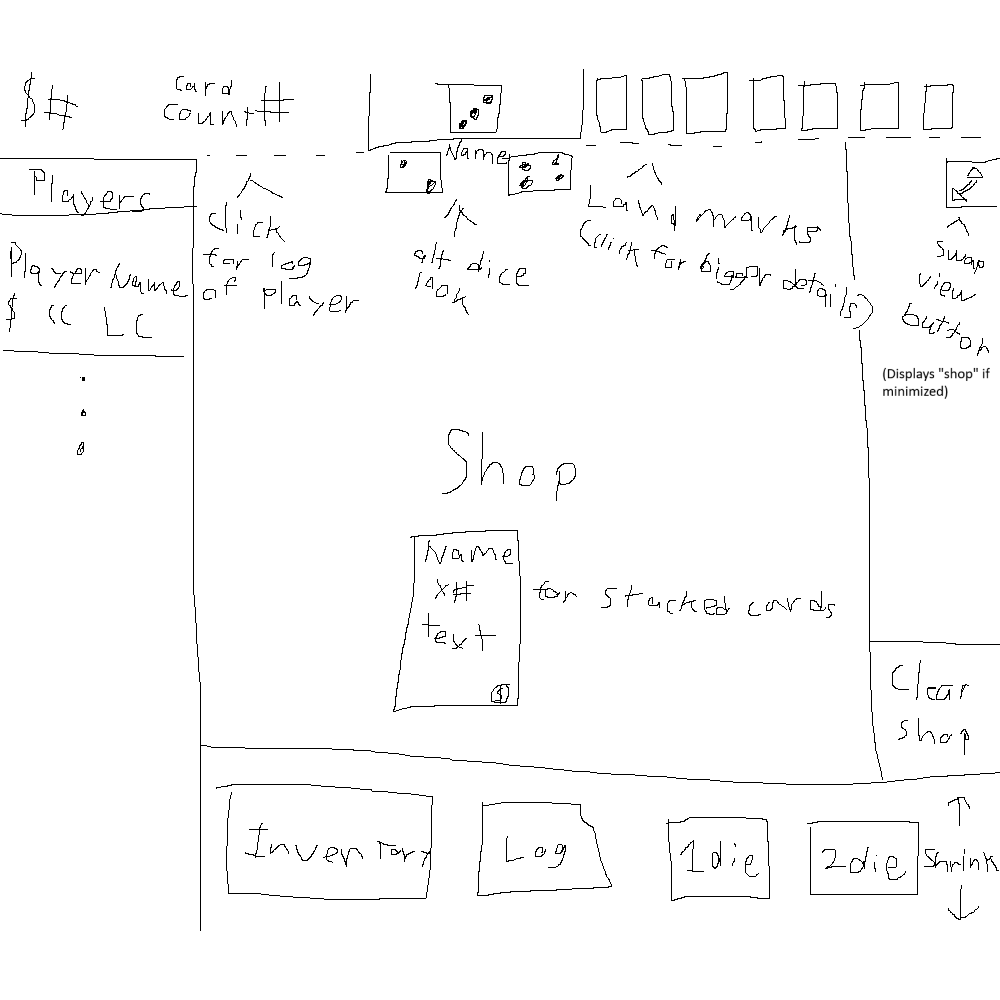 $#
Card
Count#
Name
Players
Player Name
$ CC LC
Click
for log
of player
alt dice
look
Landmarks
(Click for bigger details)
Swap
view
button
(Displays "shop" if
minimized)
Shop
Name
x#
text
$
for stacked cards
Clear
Shop
Inventory
Log
1die
2die
Shrink